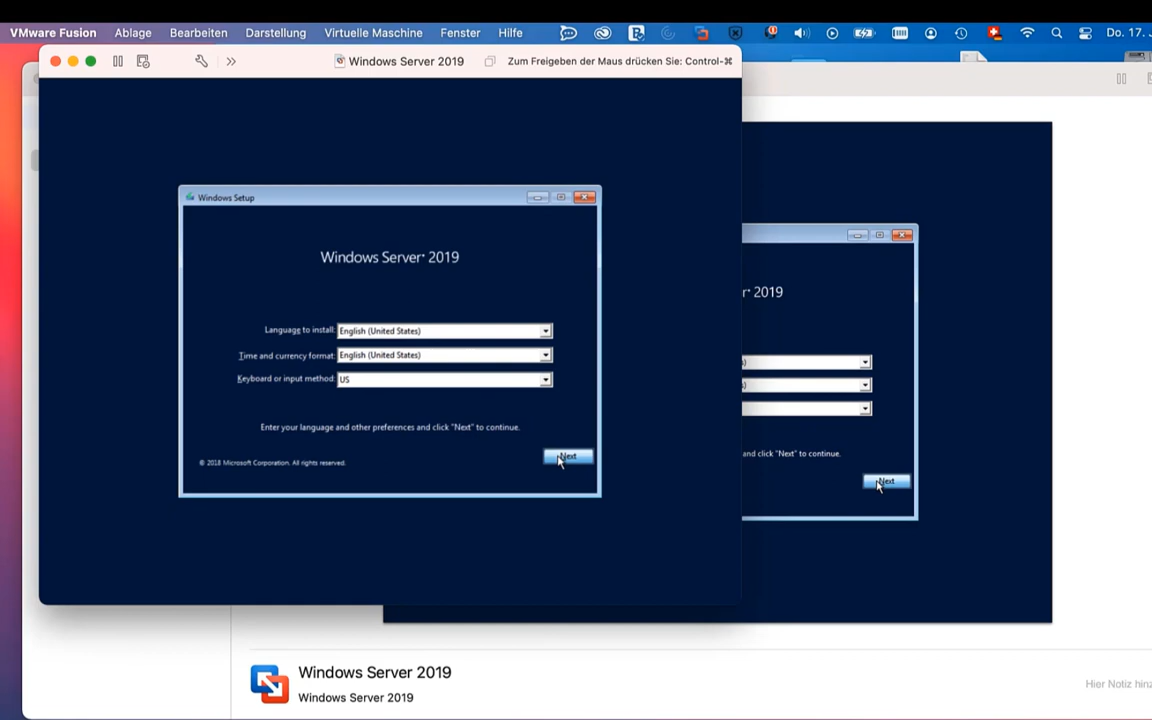 VMware Fusion Ablage Bearbeiten Darstellung Virtuelle Maschine Fenster Hilfe Do. 17.
Windows Server 2019 Zum Freigeben der Maus drücken Sie: Control-⌘
Windows Setup
Windows Server® 2019
Language to install: English (United States)
Time and currency format: English (United States)
Keyboard or input method: US
Enter your language and other preferences and click "Next" to continue.
Next
© 2018 Microsoft Corporation. All rights reserved.
2019
and click "Next" to continue.
Next
Windows Server 2019
Windows Server 2019
Hier Notiz